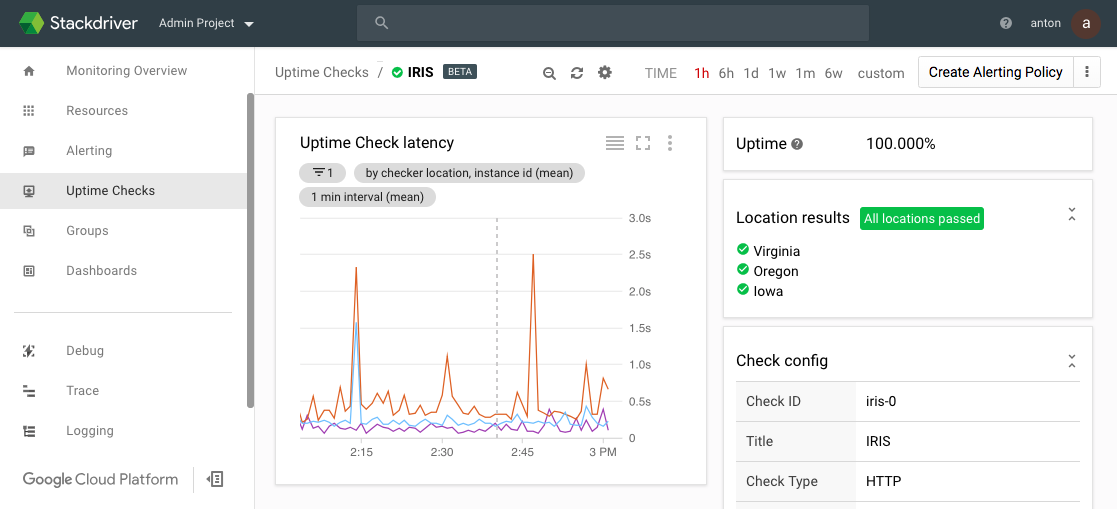 Stackdriver Admin Project anton a
Monitoring Overview
Resources
Alerting
Uptime Checks
Groups
Dashboards
Debug
Trace
Logging
Google Cloud Platform
Uptime Checks / IRIS BETA TIME 1h 6h 1d 1w 1m 6w custom Create Alerting Policy
Uptime Check latency
1 by checker location, instance id (mean)
1 min interval (mean)
3.0s
2.5s
2.0s
1.5s
1.0s
0.5s
0
2:15 2:30 2:45 3 PM
Uptime ? 100.000%
Location results All locations passed
Virginia
Oregon
Iowa
Check config
Check ID iris-0
Title IRIS
Check Type HTTP